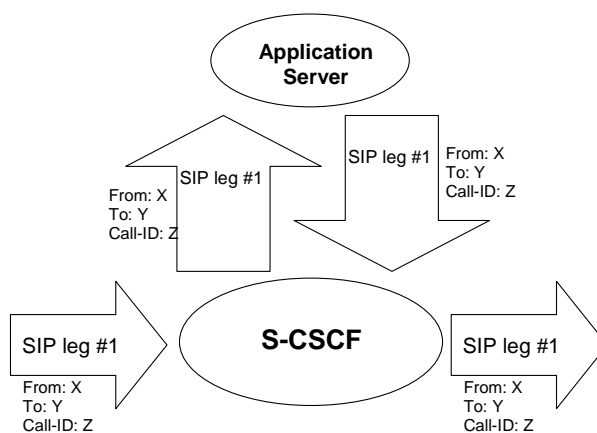 Application
Server
SIP leg #1
From: X
To: Y
Call-ID: Z
SIP leg #1
From: X
To: Y
Call-ID: Z
SIP leg #1
From: X
To: Y
Call-ID: Z
S-CSCF
SIP leg #1
From: X
To: Y
Call-ID: Z